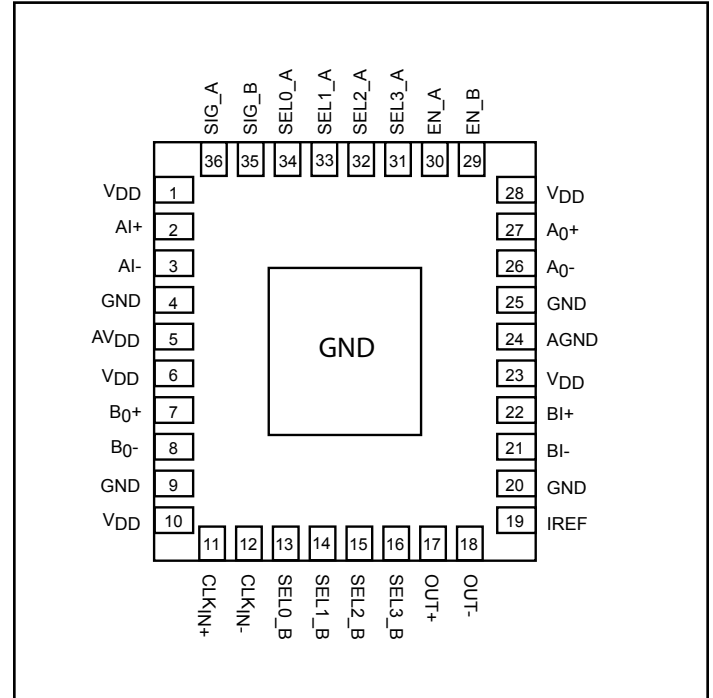 SIG_A
SIG_B
SEL0_A
SEL1_A
SEL2_A
SEL3_A
EN_A
EN_B
36 35 34 33 32 31 30 29
VDD 1
AI+ 2
AI- 3
GND 4
AVDD 5
VDD 6
B0+ 7
B0- 8
GND 9
VDD 10
GND
28 VDD
27 A0+
26 A0-
25 GND
24 AGND
23 VDD
22 BI+
21 BI-
20 GND
19 IREF
11 12 13 14 15 16 17 18
CLKIN+
CLKIN-
SEL0_B
SEL1_B
SEL2_B
SEL3_B
OUT+
OUT-